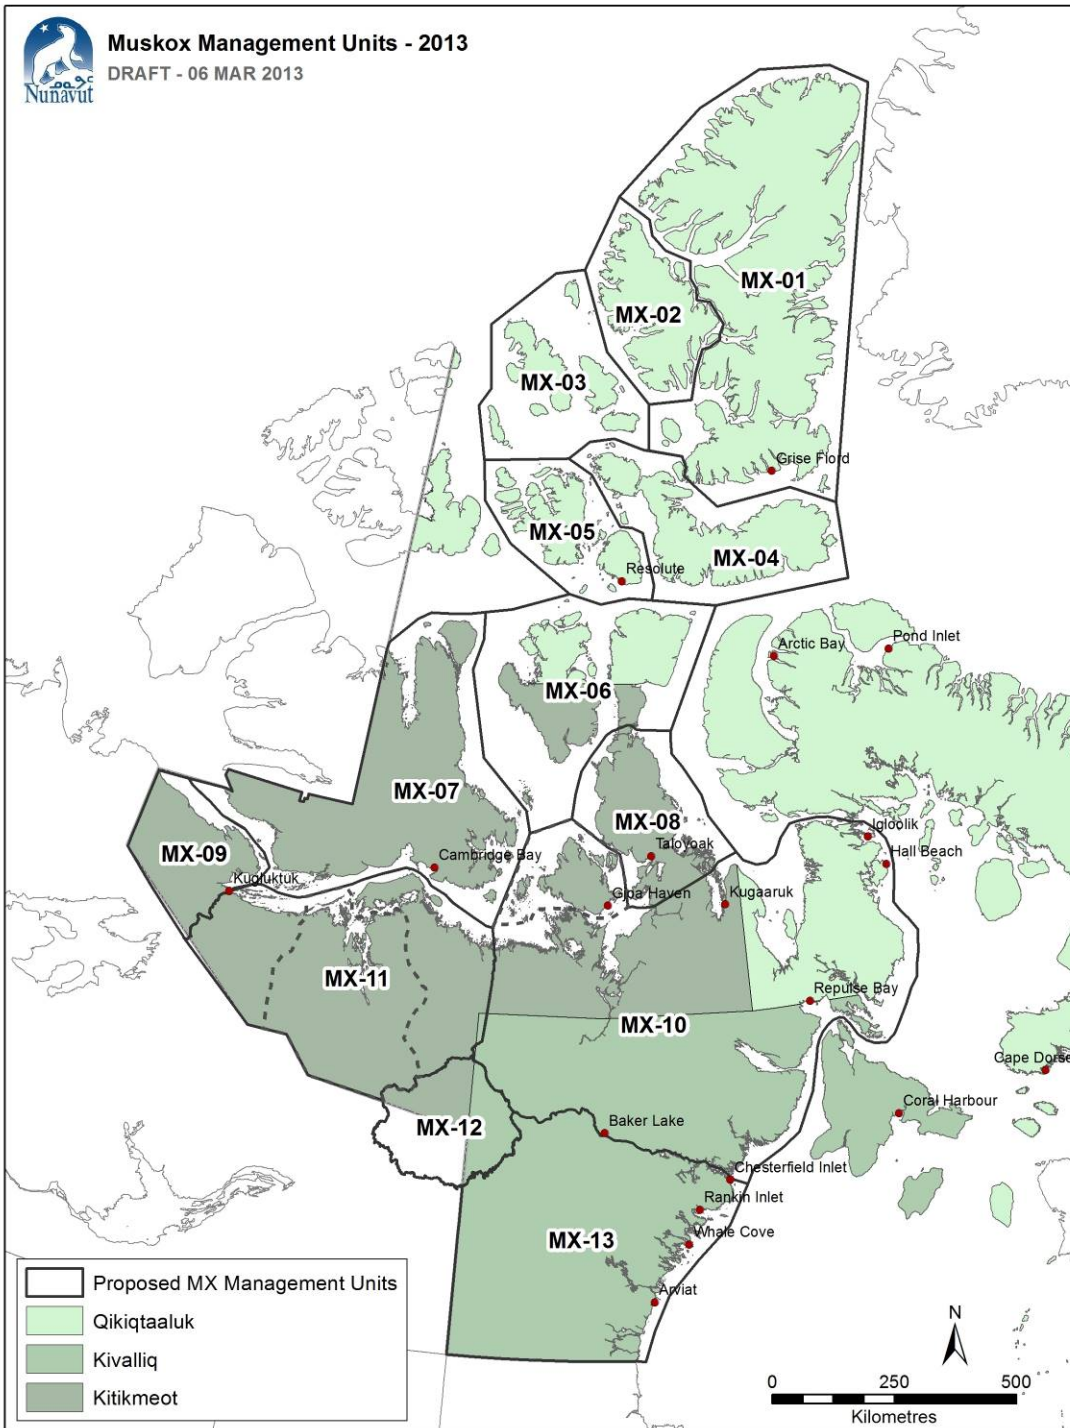 Muskox Management Units - 2013
DRAFT - 06 MAR 2013
Nunavut
MX-01
MX-02
MX-03
Grise Fiord
MX-05
MX-04
Resolute
Pond Inlet
Arctic Bay
MX-06
MX-07
MX-08
Igloolik
MX-09
Cambridge Bay
Taloyoak
Hall Beach
Kugluktuk
Gjoa Haven
Kugaaruk
MX-11
Repulse Bay
MX-10
Cape Dorse
Coral Harbour
MX-12
Baker Lake
Chesterfield Inlet
Rankin Inlet
MX-13
Whale Cove
Arviat
Proposed MX Management Units
Qikiqtaaluk
Kivalliq
Kitikmeot
N
0 250 500
Kilometres